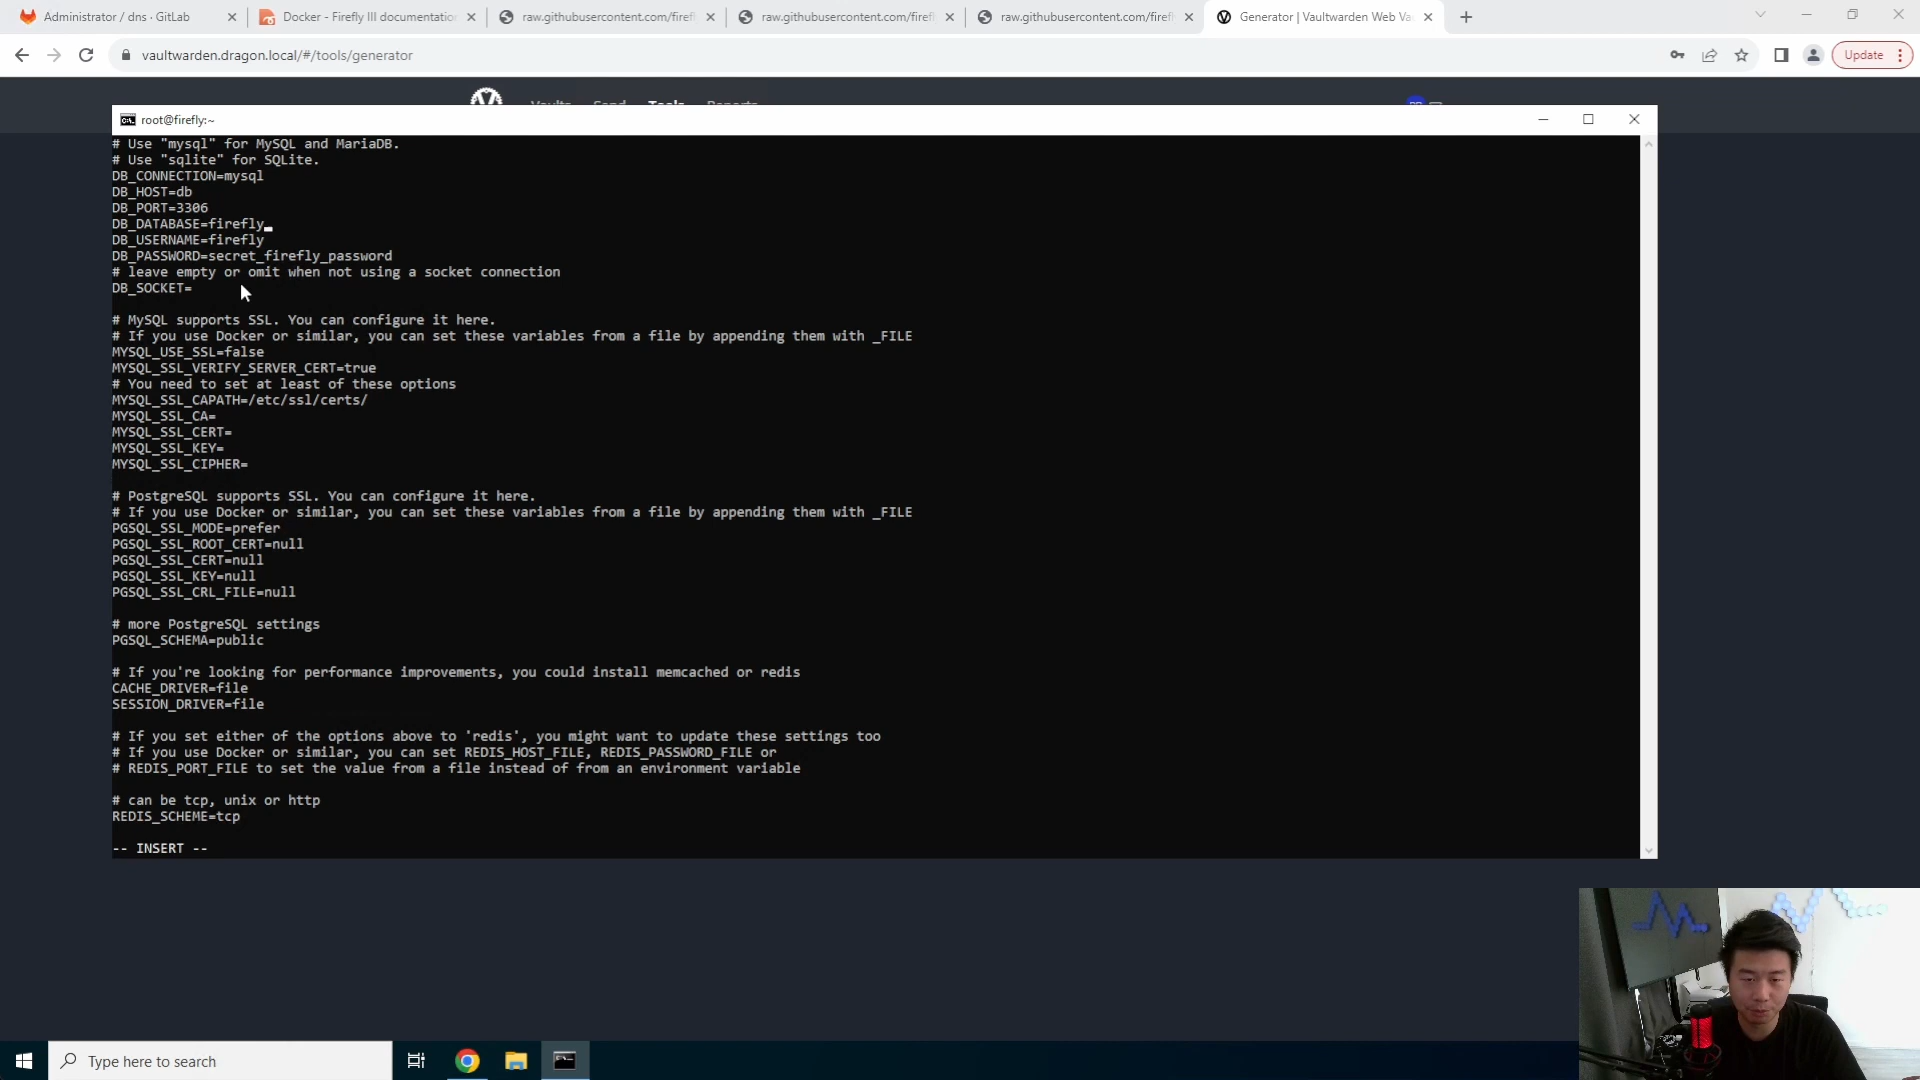 Administrator / dns · GitLab
Docker - Firefly III documentation
raw.githubusercontent.com/firefl
raw.githubusercontent.com/firefl
raw.githubusercontent.com/firefl
Generator | Vaultwarden Web Va
vaultwarden.dragon.local/#/tools/generator
Update
Vaults Send Tools Reports
root@firefly:~
# Use "mysql" for MySQL and MariaDB.
# Use "sqlite" for SQLite.
DB_CONNECTION=mysql
DB_HOST=db
DB_PORT=3306
DB_DATABASE=firefly
DB_USERNAME=firefly
DB_PASSWORD=secret_firefly_password
# leave empty or omit when not using a socket connection
DB_SOCKET=
# MySQL supports SSL. You can configure it here.
# If you use Docker or similar, you can set these variables from a file by appending them with _FILE
MYSQL_USE_SSL=false
MYSQL_SSL_VERIFY_SERVER_CERT=true
# You need to set at least of these options
MYSQL_SSL_CAPATH=/etc/ssl/certs/
MYSQL_SSL_CA=
MYSQL_SSL_CERT=
MYSQL_SSL_KEY=
MYSQL_SSL_CIPHER=
# PostgreSQL supports SSL. You can configure it here.
# If you use Docker or similar, you can set these variables from a file by appending them with _FILE
PGSQL_SSL_MODE=prefer
PGSQL_SSL_ROOT_CERT=null
PGSQL_SSL_CERT=null
PGSQL_SSL_KEY=null
PGSQL_SSL_CRL_FILE=null
# more PostgreSQL settings
PGSQL_SCHEMA=public
# If you're looking for performance improvements, you could install memcached or redis
CACHE_DRIVER=file
SESSION_DRIVER=file
# If you set either of the options above to 'redis', you might want to update these settings too
# If you use Docker or similar, you can set REDIS_HOST_FILE, REDIS_PASSWORD_FILE or
# REDIS_PORT_FILE to set the value from a file instead of from an environment variable
# can be tcp, unix or http
REDIS_SCHEME=tcp
-- INSERT --
Type here to search